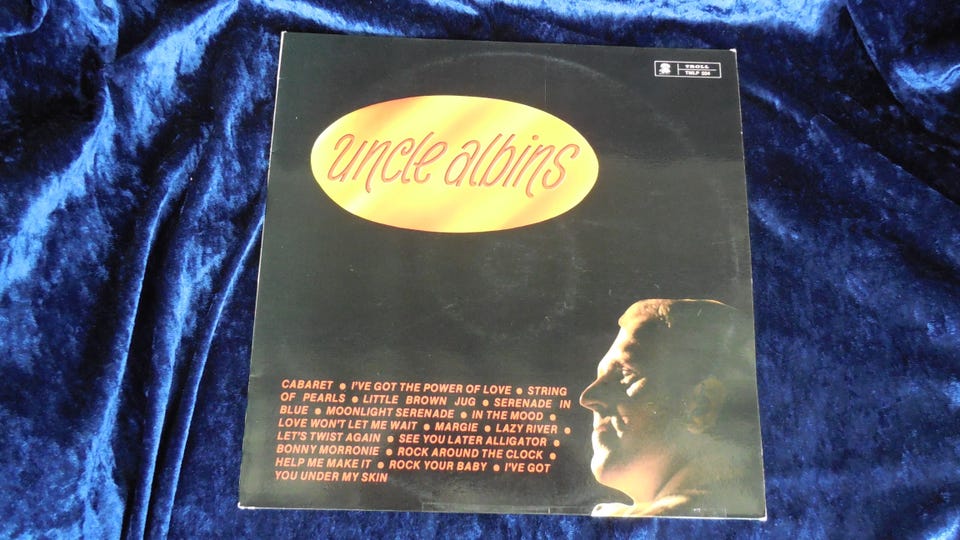 TROLL
TMLP 504
uncle albins
CABARET ● I'VE GOT THE POWER OF LOVE ● STRING
OF PEARLS ● LITTLE BROWN JUG ● SERENADE IN
BLUE ● MOONLIGHT SERENADE ● IN THE MOOD ●
LOVE WON'T LET ME WAIT ● MARGIE ● LAZY RIVER ●
LET'S TWIST AGAIN ● SEE YOU LATER ALLIGATOR ●
BONNY MORRONIE ● ROCK AROUND THE CLOCK ●
HELP ME MAKE IT ● ROCK YOUR BABY ● I'VE GOT
YOU UNDER MY SKIN